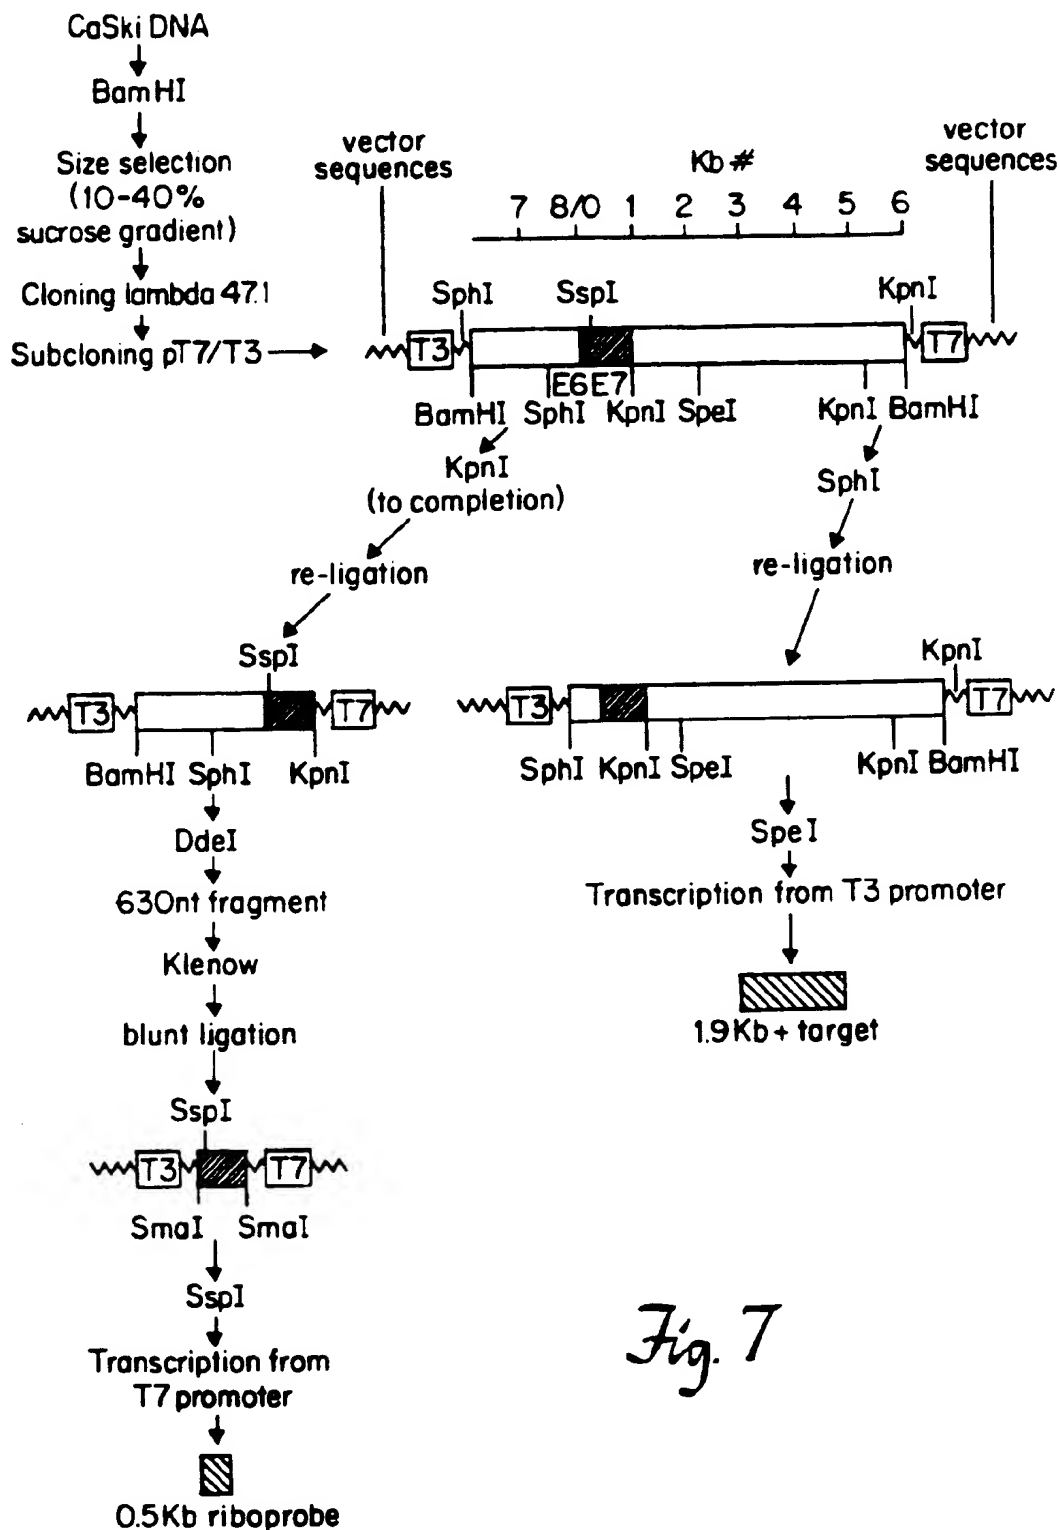 CaSki DNA
BamHI
Size selection
(10-40%
sucrose gradient)
Cloning lambda 47.1
Subcloning pT7/T3
vector
sequences
Kb #
vector
sequences
7 8/0 1 2 3 4 5 6
SphI SspI KpnI
T3 T7
E6 E7
BamHI SphI KpnI SpeI KpnI BamHI
KpnI
(to completion)
re-ligation
SspI
T3 T7
BamHI SphI KpnI
DdeI
630nt fragment
Klenow
blunt ligation
SspI
T3 T7
SmaI SmaI
SspI
Transcription from
T7 promoter
0.5Kb riboprobe
SphI
re-ligation
KpnI
T3 T7
SphI KpnI SpeI KpnI BamHI
SpeI
Transcription from T3 promoter
1.9Kb + target
Fig. 7